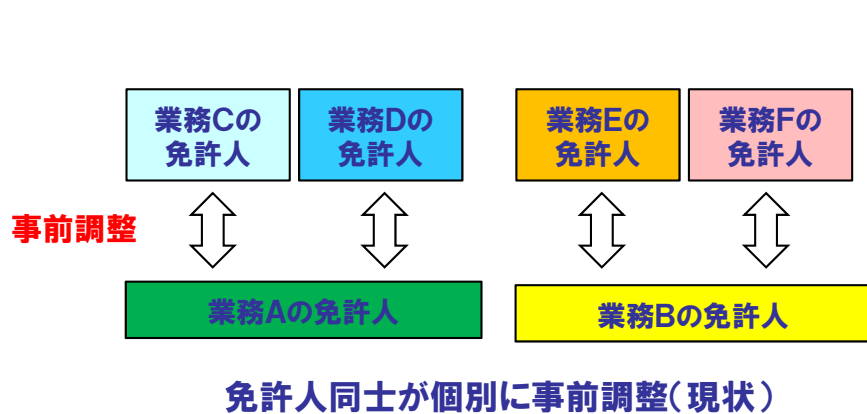 業務Cの
免許人
業務Dの
免許人
業務Eの
免許人
業務Fの
免許人
事前調整
業務Aの免許人
業務Bの免許人
免許人同士が個別に事前調整（現状）